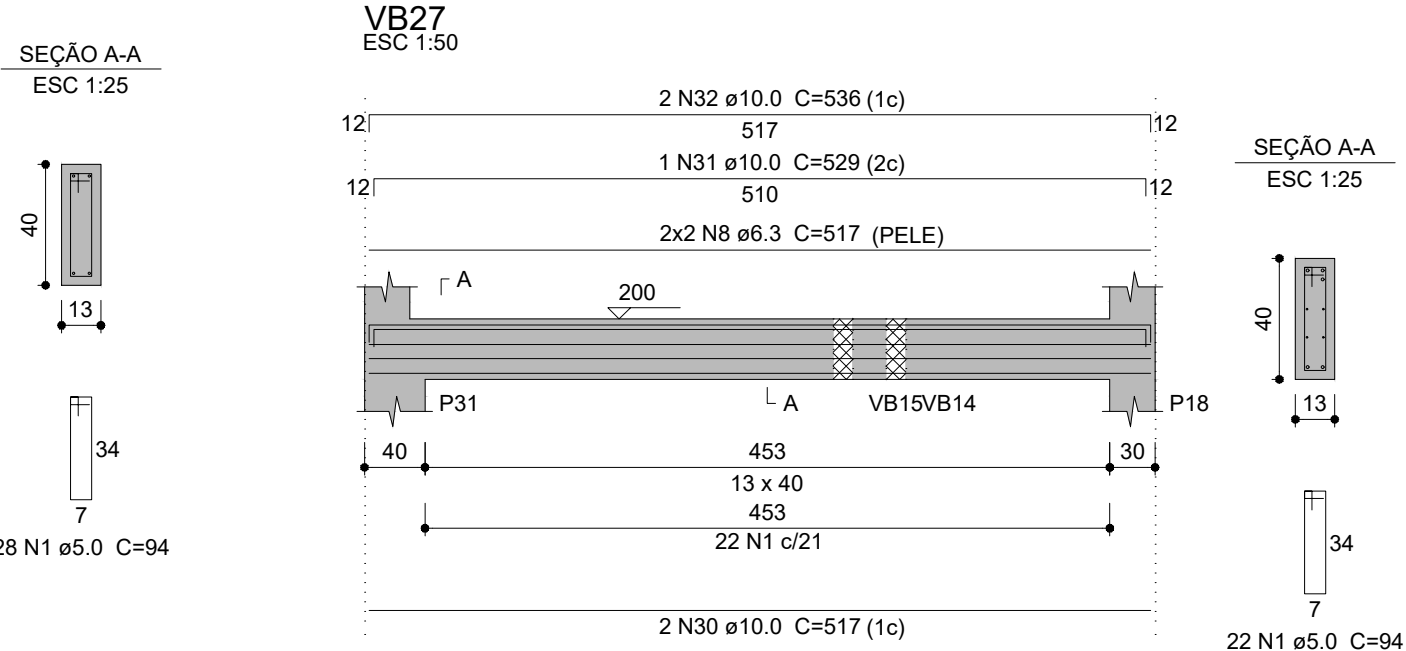 VB27
ESC 1:50
SEÇÃO A-A
ESC 1:25
40
13
34
7
28 N1 ø5.0 C=94
2 N32 ø10.0 C=536 (1c)
12
12
517
1 N31 ø10.0 C=529 (2c)
12
12
510
2x2 N8 ø6.3 C=517 (PELE)
A
200
P31
A
VB15VB14
P18
40
453
30
13 x 40
453
22 N1 c/21
2 N30 ø10.0 C=517 (1c)
SEÇÃO A-A
ESC 1:25
40
13
34
7
22 N1 ø5.0 C=94